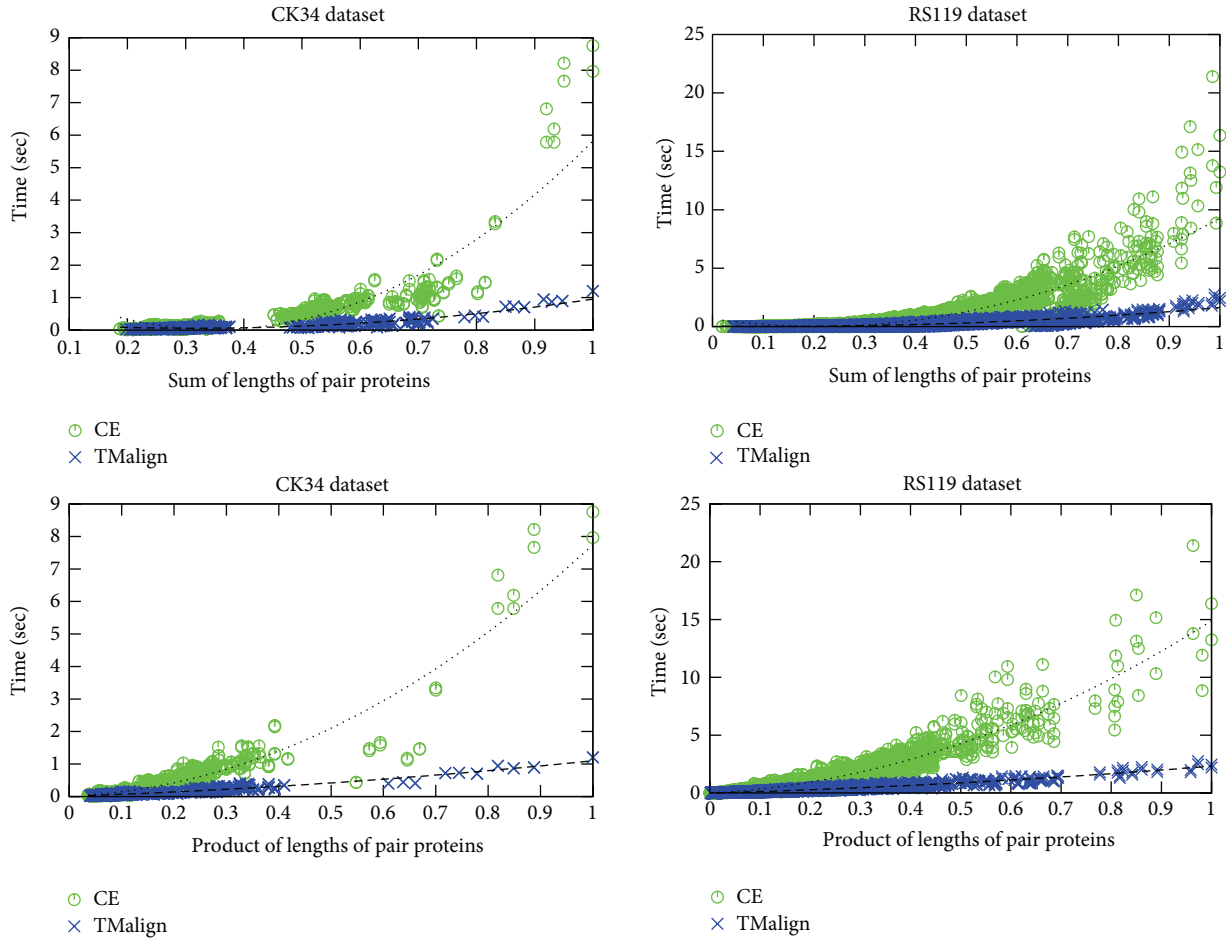 CK34 dataset
9
8
7
6
5
4
3
2
1
0
Time (sec)
0.1 0.2 0.3 0.4 0.5 0.6 0.7 0.8 0.9 1
Sum of lengths of pair proteins
CE
TMalign
RS119 dataset
25
20
15
10
5
0
Time (sec)
0 0.1 0.2 0.3 0.4 0.5 0.6 0.7 0.8 0.9 1
Sum of lengths of pair proteins
CE
TMalign
CK34 dataset
9
8
7
6
5
4
3
2
1
0
Time (sec)
0 0.1 0.2 0.3 0.4 0.5 0.6 0.7 0.8 0.9 1
Product of lengths of pair proteins
CE
TMalign
RS119 dataset
25
20
15
10
5
0
Time (sec)
0 0.1 0.2 0.3 0.4 0.5 0.6 0.7 0.8 0.9 1
Product of lengths of pair proteins
CE
TMalign